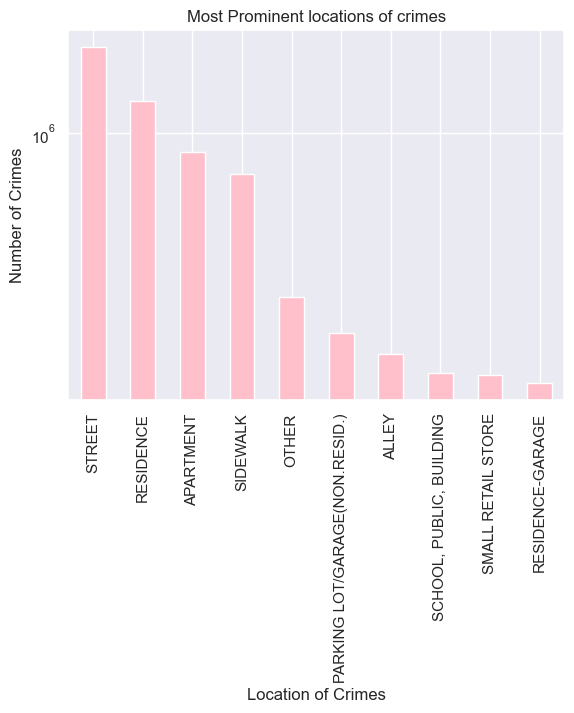 Most Prominent locations of crimes
Number of Crimes
10^6
STREET
RESIDENCE
APARTMENT
SIDEWALK
OTHER
PARKING LOT/GARAGE(NON.RESID.)
ALLEY
SCHOOL, PUBLIC, BUILDING
SMALL RETAIL STORE
RESIDENCE-GARAGE
Location of Crimes